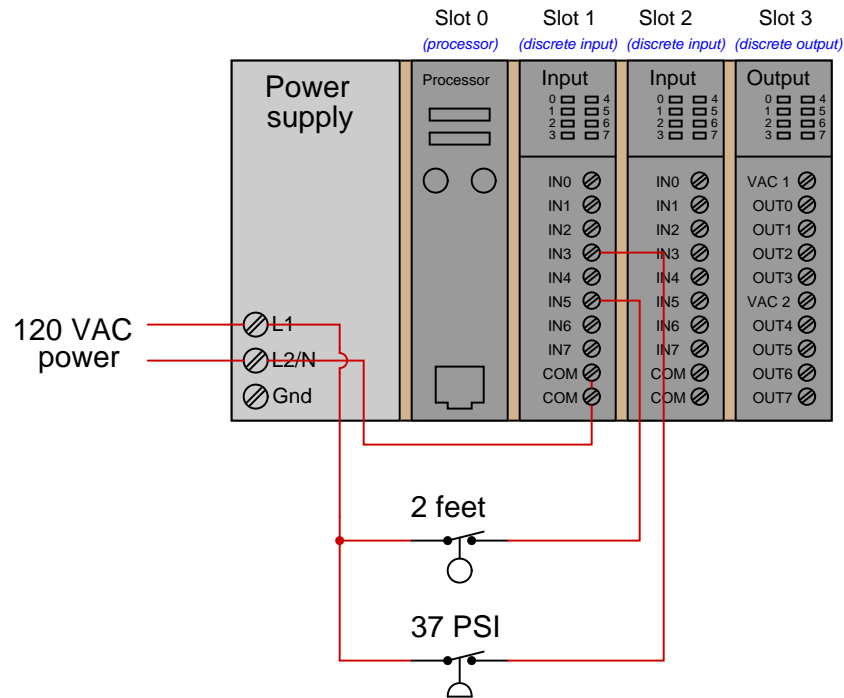 Slot 0 Slot 1 Slot 2 Slot 3
(processor) (discrete input) (discrete input) (discrete output)
Power
supply
Processor
Input
0 4
1 5
2 6
3 7
Input
0 4
1 5
2 6
3 7
Output
0 4
1 5
2 6
3 7
IN0
IN1
IN2
IN3
IN4
IN5
IN6
IN7
COM
COM
IN0
IN1
IN2
IN3
IN4
IN5
IN6
IN7
COM
COM
VAC 1
OUT0
OUT1
OUT2
OUT3
VAC 2
OUT4
OUT5
OUT6
OUT7
120 VAC
power
L1
L2/N
Gnd
2 feet
37 PSI